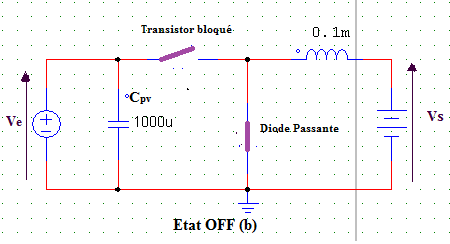 Transistor bloqué
0.1m
Cpv
Ve
1000u
Diode Passante
Vs
Etat OFF (b)